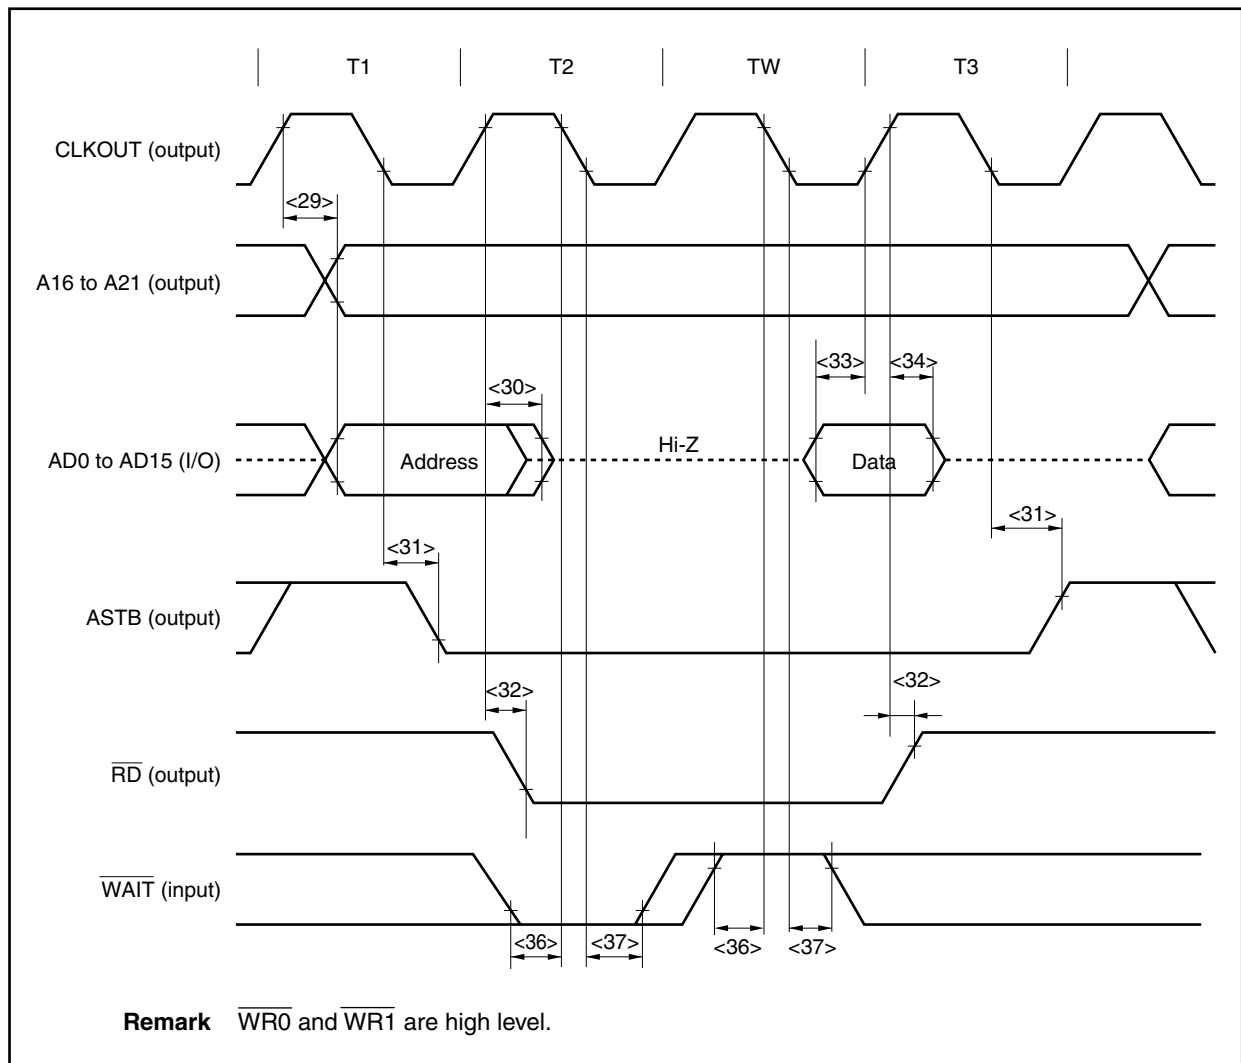 T1 T2 TW T3
CLKOUT (output)
<29>
A16 to A21 (output)
<33> <34>
<30>
AD0 to AD15 (I/O) Address Hi-Z Data
<31>
<31>
ASTB (output)
<32>
<32>
RD (output)
WAIT (input)
<36> <37> <36> <37>
Remark WR0 and WR1 are high level.